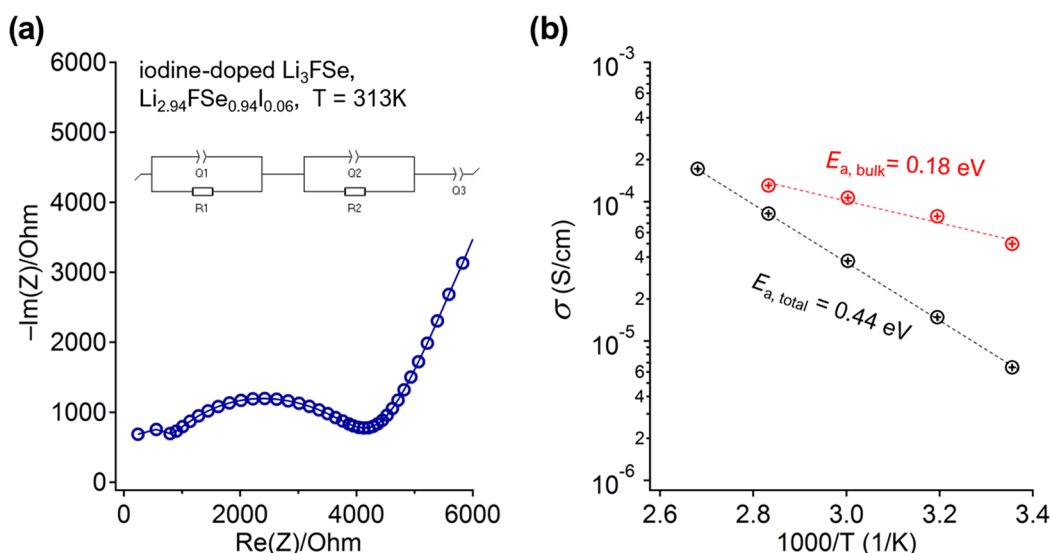 (a)
6000
5000
4000
3000
2000
1000
0
–Im(Z)/Ohm
iodine-doped Li₃FSe,
Li₂.₉₄FSe₀.₉₄I₀.₀₆, T = 313K
Q1
R1
Q2
R2
Q3
0 2000 4000 6000
Re(Z)/Ohm
(b)
10⁻³
6
4
2
10⁻⁴
6
4
2
10⁻⁵
6
4
2
10⁻⁶
σ (S/cm)
Eₐ, bulk = 0.18 eV
Eₐ, total = 0.44 eV
2.6 2.8 3.0 3.2 3.4
1000/T (1/K)